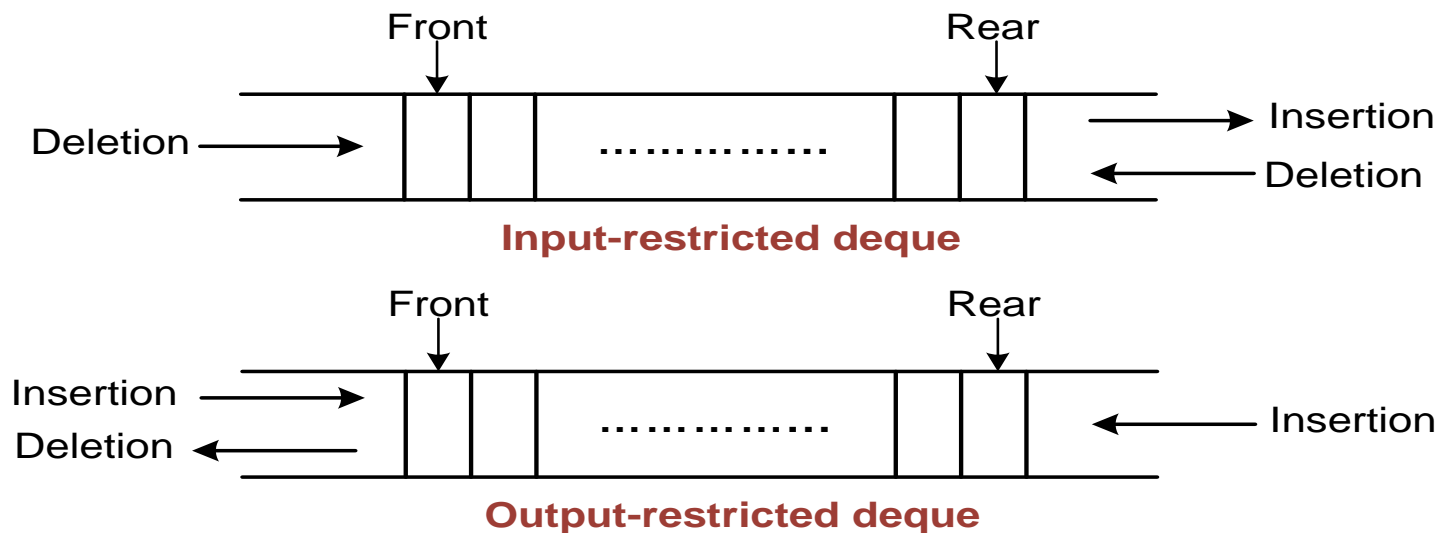 Front Rear
Deletion
Insertion
Deletion
Input-restricted deque
Front Rear
Insertion
Deletion
Insertion
Output-restricted deque